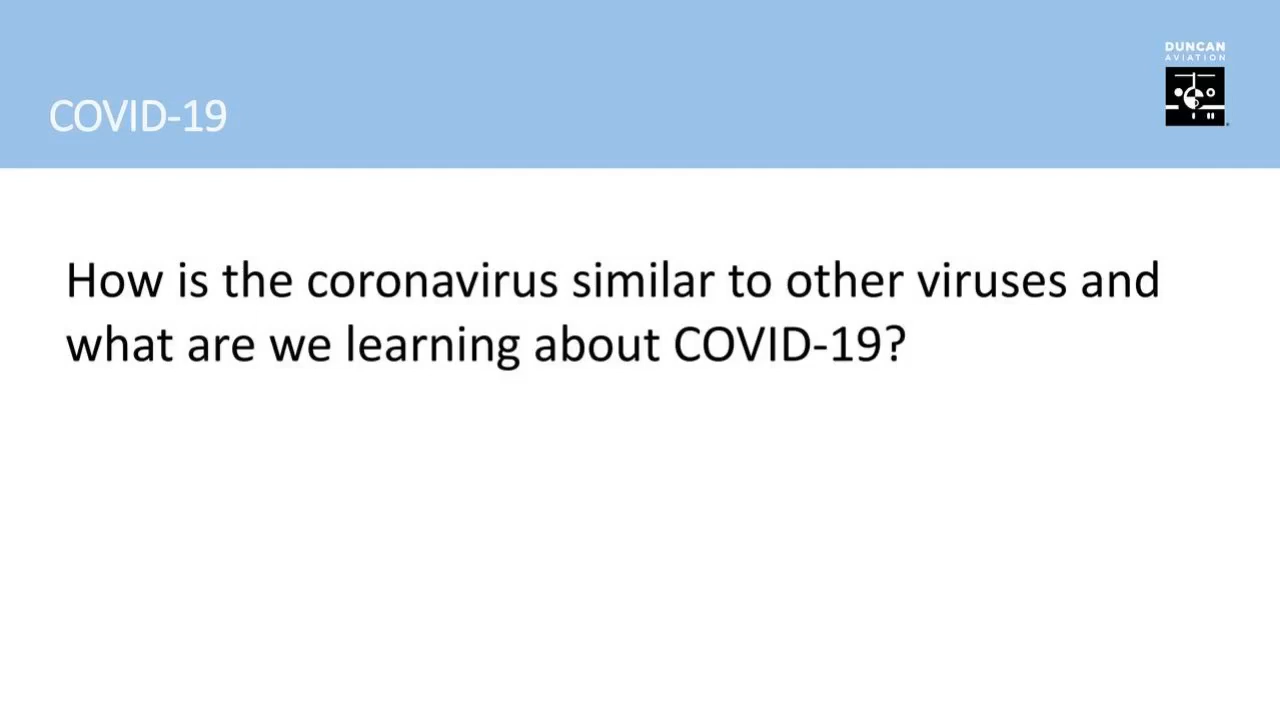 DUNCAN
AVIATION
COVID-19
How is the coronavirus similar to other viruses and
what are we learning about COVID-19?